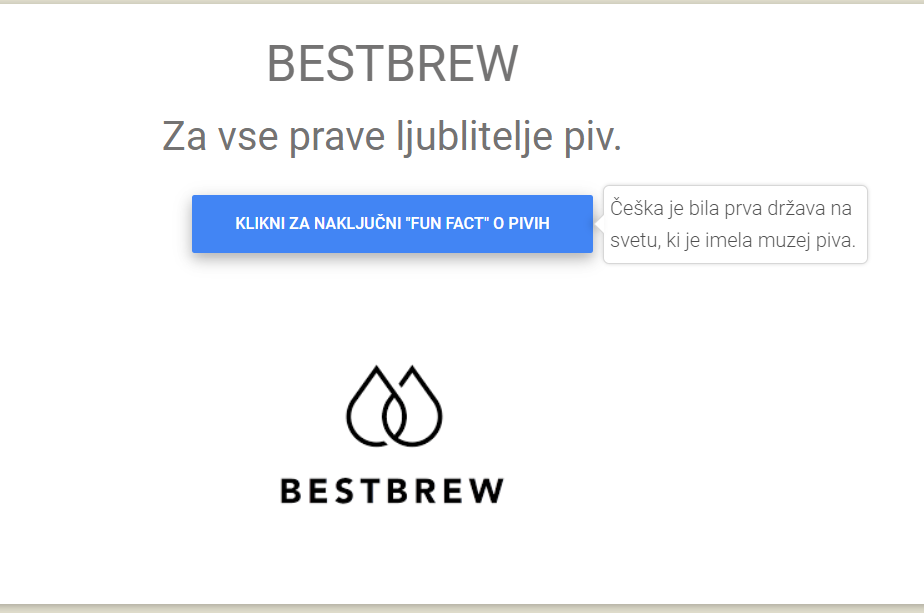 BESTBREW
Za vse prave ljublitelje piv.
KLIKNI ZA NAKLJUČNI "FUN FACT" O PIVIH
Češka je bila prva država na
svetu, ki je imela muzej piva.
BESTBREW